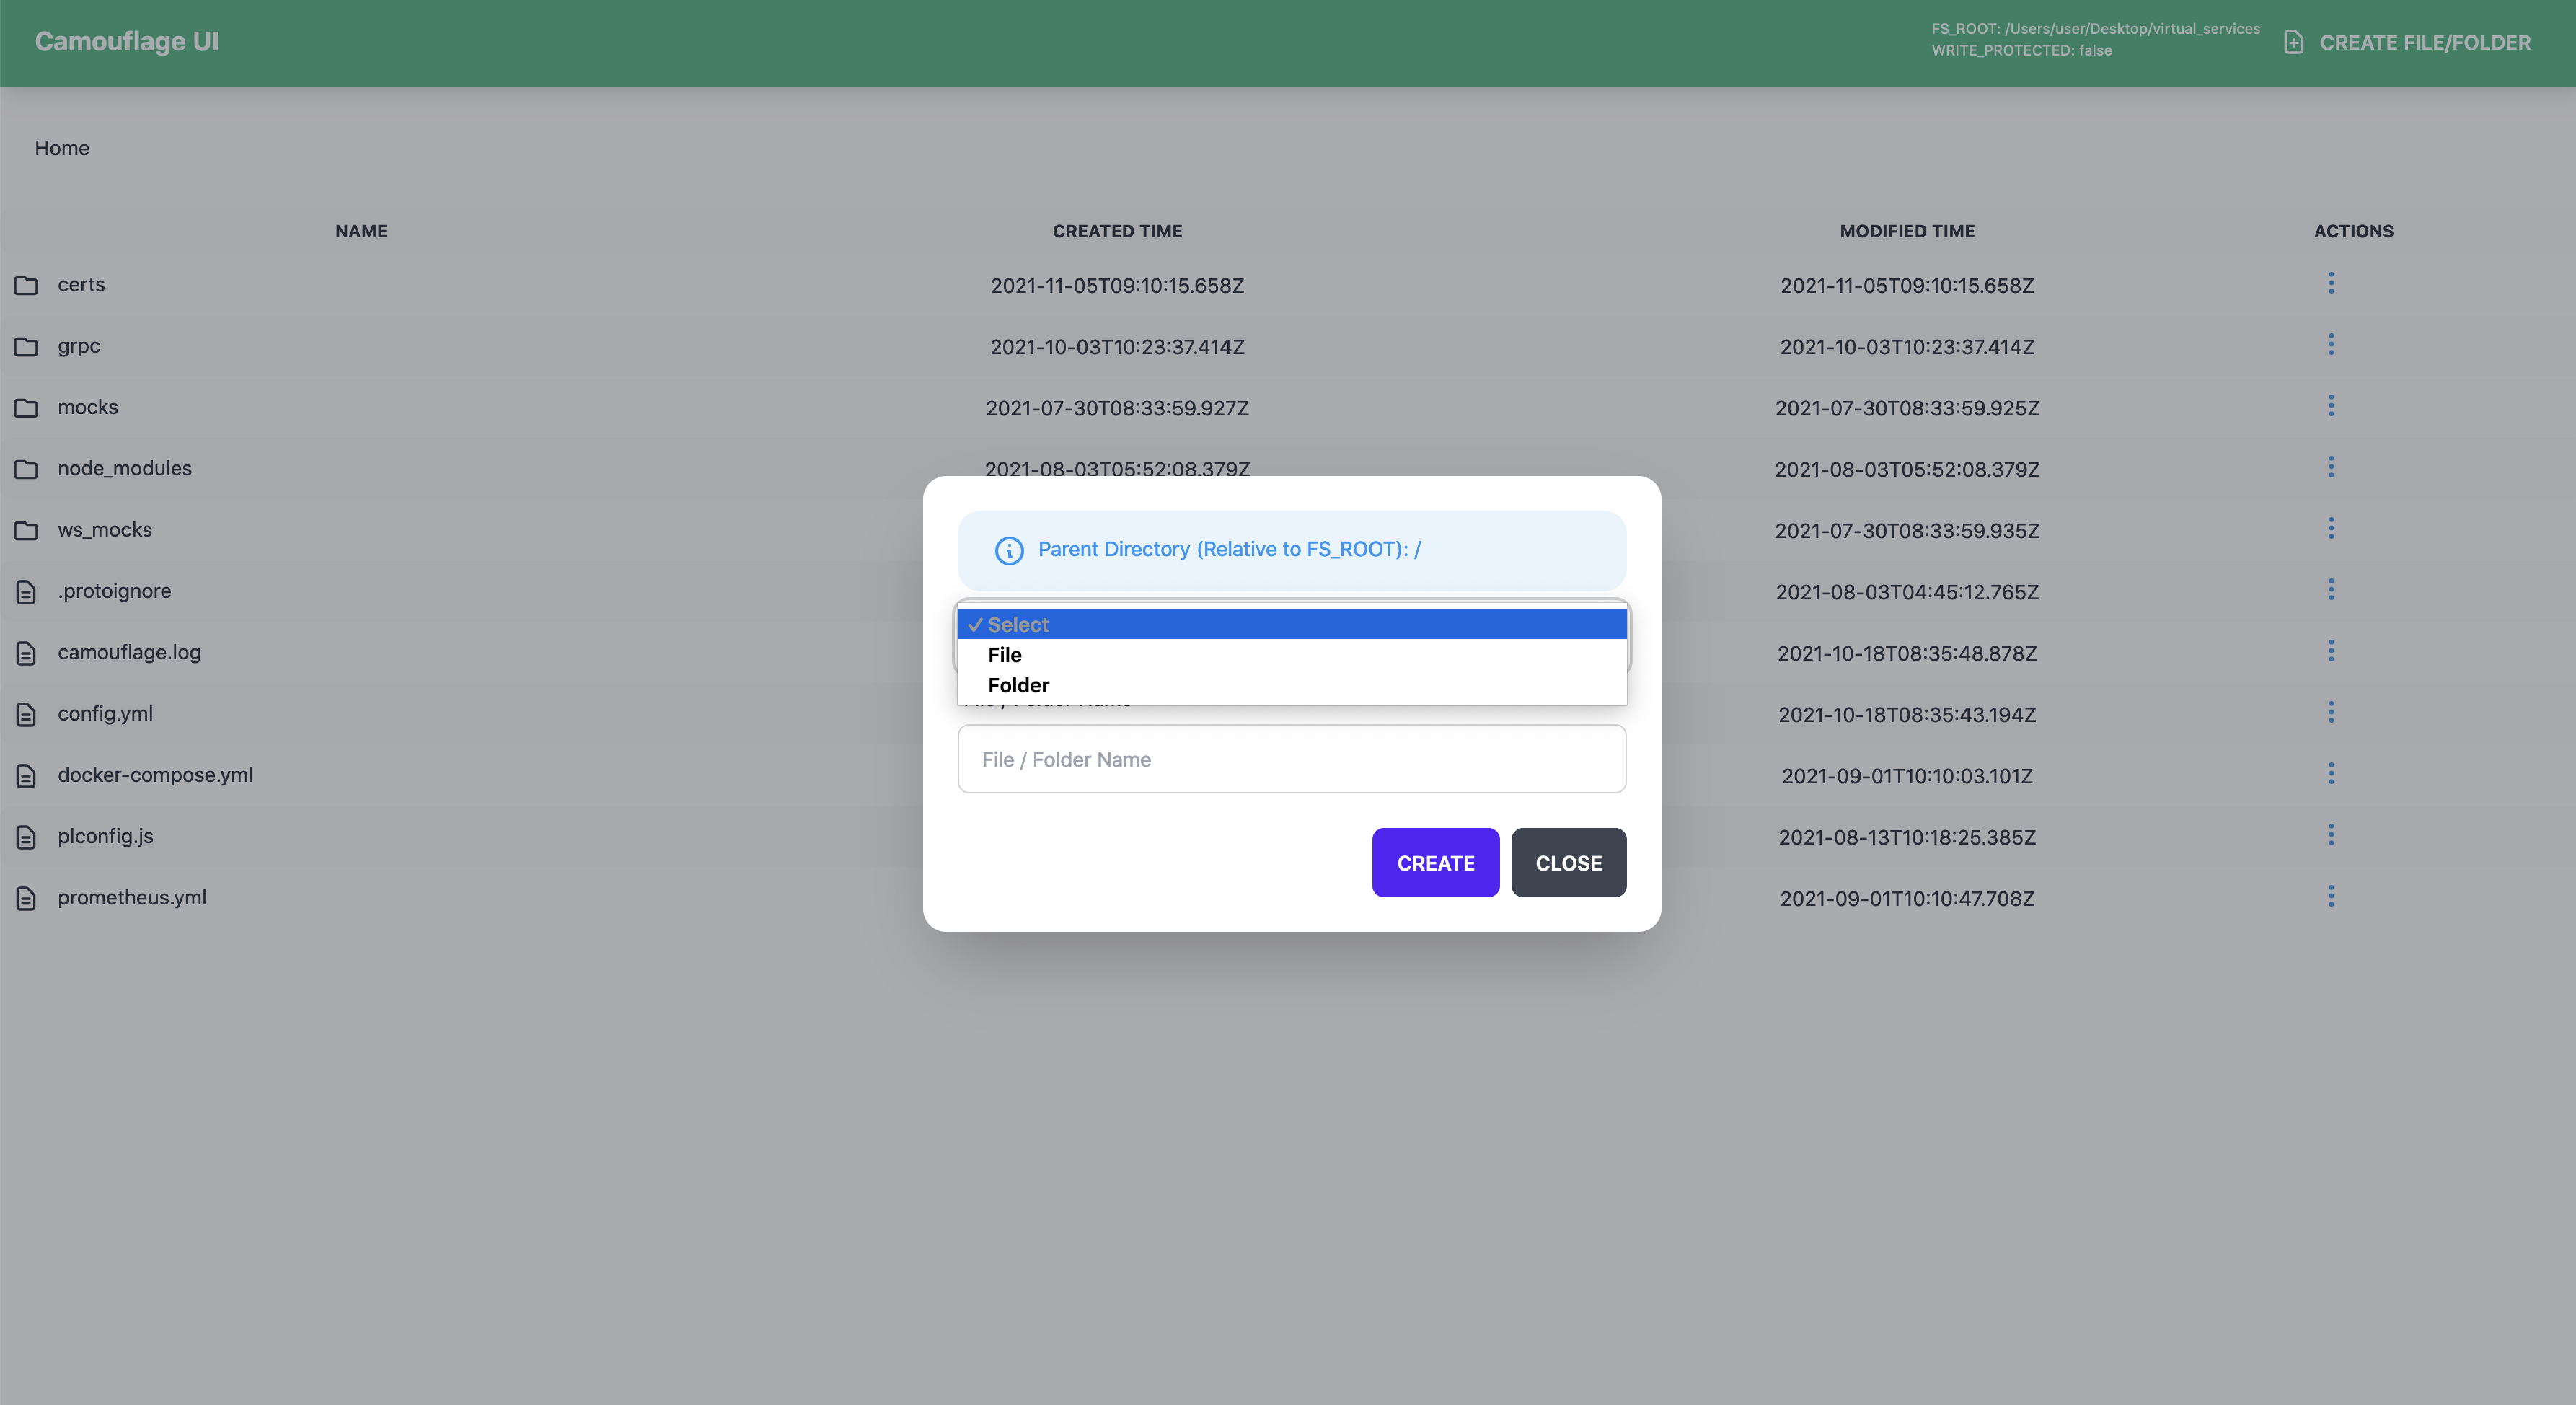 Camouflage UI
FS_ROOT: /Users/user/Desktop/virtual_services
WRITE_PROTECTED: false
CREATE FILE/FOLDER
Home
NAME CREATED TIME MODIFIED TIME ACTIONS
certs 2021-11-05T09:10:15.658Z 2021-11-05T09:10:15.658Z
grpc 2021-10-03T10:23:37.414Z 2021-10-03T10:23:37.414Z
mocks 2021-07-30T08:33:59.927Z 2021-07-30T08:33:59.925Z
node_modules 2021-08-03T05:52:08.379Z 2021-08-03T05:52:08.379Z
ws_mocks 2021-07-30T08:33:59.935Z
.protoignore 2021-08-03T04:45:12.765Z
camouflage.log 2021-10-18T08:35:48.878Z
config.yml 2021-10-18T08:35:43.194Z
docker-compose.yml 2021-09-01T10:10:03.101Z
plconfig.js 2021-08-13T10:18:25.385Z
prometheus.yml 2021-09-01T10:10:47.708Z
Parent Directory (Relative to FS_ROOT): /
Select
File
Folder
File / Folder Name
File / Folder Name
CREATE CLOSE